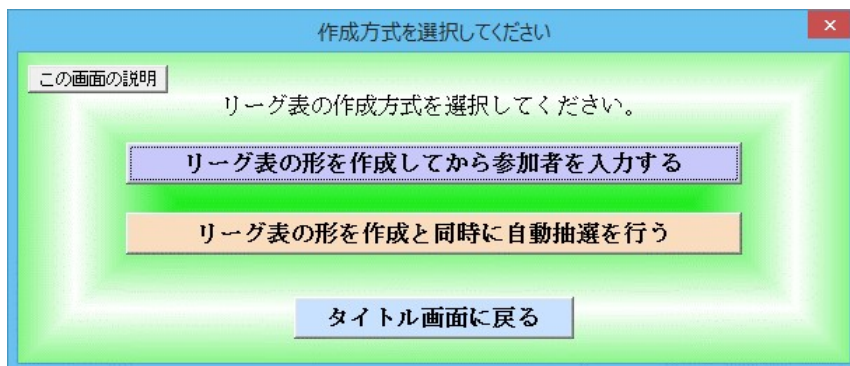 作成方式を選択してください
この画面の説明
リーグ表の作成方式を選択してください。
リーグ表の形を作成してから参加者を入力する
リーグ表の形を作成と同時に自動抽選を行う
タイトル画面に戻る